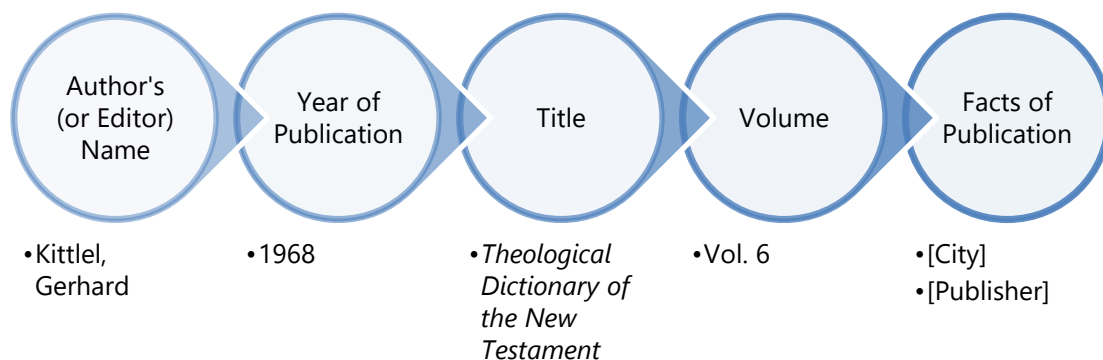 Author's
(or Editor)
Name
Year of
Publication
Title
Volume
Facts of
Publication
•Kittlel,
Gerhard
•1968
•Theological
Dictionary of
the New
Testament
•Vol. 6
•[City]
•[Publisher]